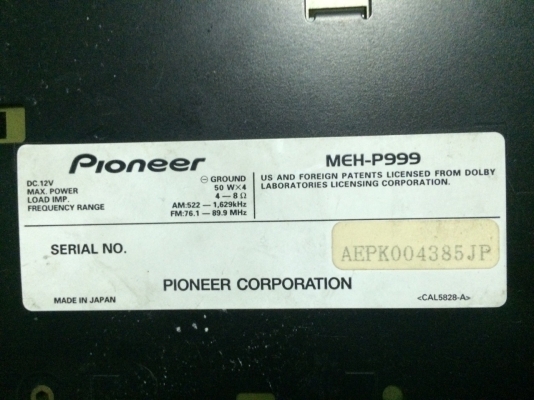 Pioneer
MEH-P999
DC.12V ⊖ GROUND
MAX. POWER 50 W×4
LOAD IMP. 4 — 8 Ω
FREQUENCY RANGE AM:522 — 1,629kHz
FM:76.1 — 89.9 MHz
US AND FOREIGN PATENTS LICENSED FROM DOLBY
LABORATORIES LICENSING CORPORATION.
SERIAL NO. AEPK004385JP
PIONEER CORPORATION
MADE IN JAPAN <CAL5828-A>